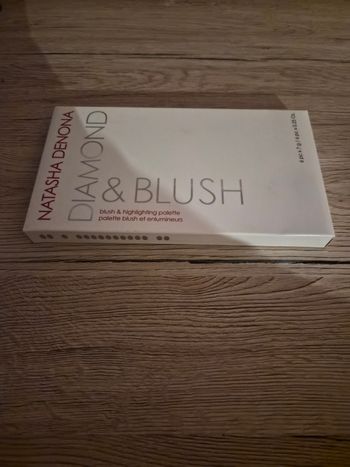 NATASHA DENONA
DIAMOND
& BLUSH
blush & highlighting palette
palette blush et enlumineurs